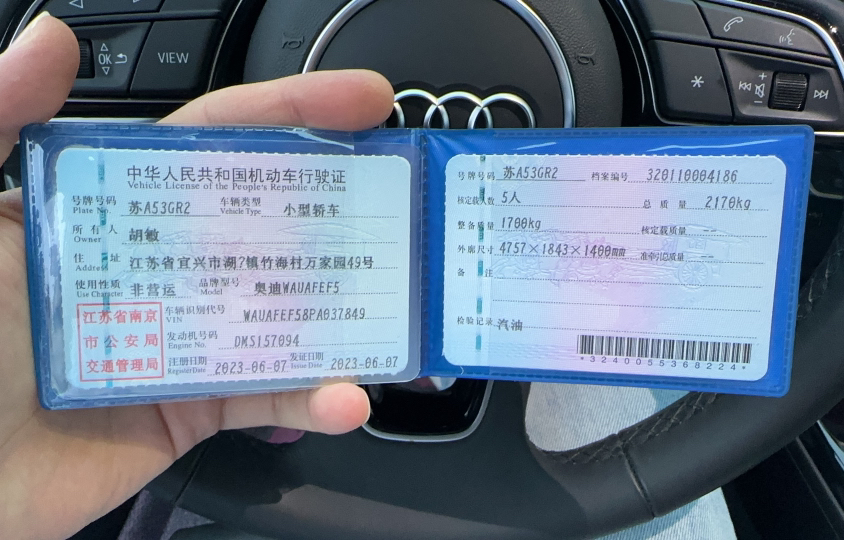 OK
VIEW
中华人民共和国机动车行驶证
Vehicle License of the People's Republic of China
号牌号码 苏A53GR2 车辆类型 小型轿车
Plate No. Vehicle Type
所有人 胡敏
Owner
住址 江苏省宜兴市湖?镇竹海村万家园49号
Address
使用性质 非营运 品牌型号 奥迪WAUAFEF5
Use Character Model
江苏省南京
市公安局
交通管理局
车辆识别代号 WAUAFEF58PA037849
VIN
发动机号码 DMS157094
Engine No.
注册日期 2023-06-07 发证日期 2023-06-07
Register Date Issue Date
号牌号码 苏A53GR2 档案编号 320110004186
核定载人数 5人 总质量 2170kg
整备质量 1700kg 核定载质量 --
外廓尺寸 4757×1843×1400mm 准牵引总质量 --
备注
检验记录 汽油
*3240055368224*